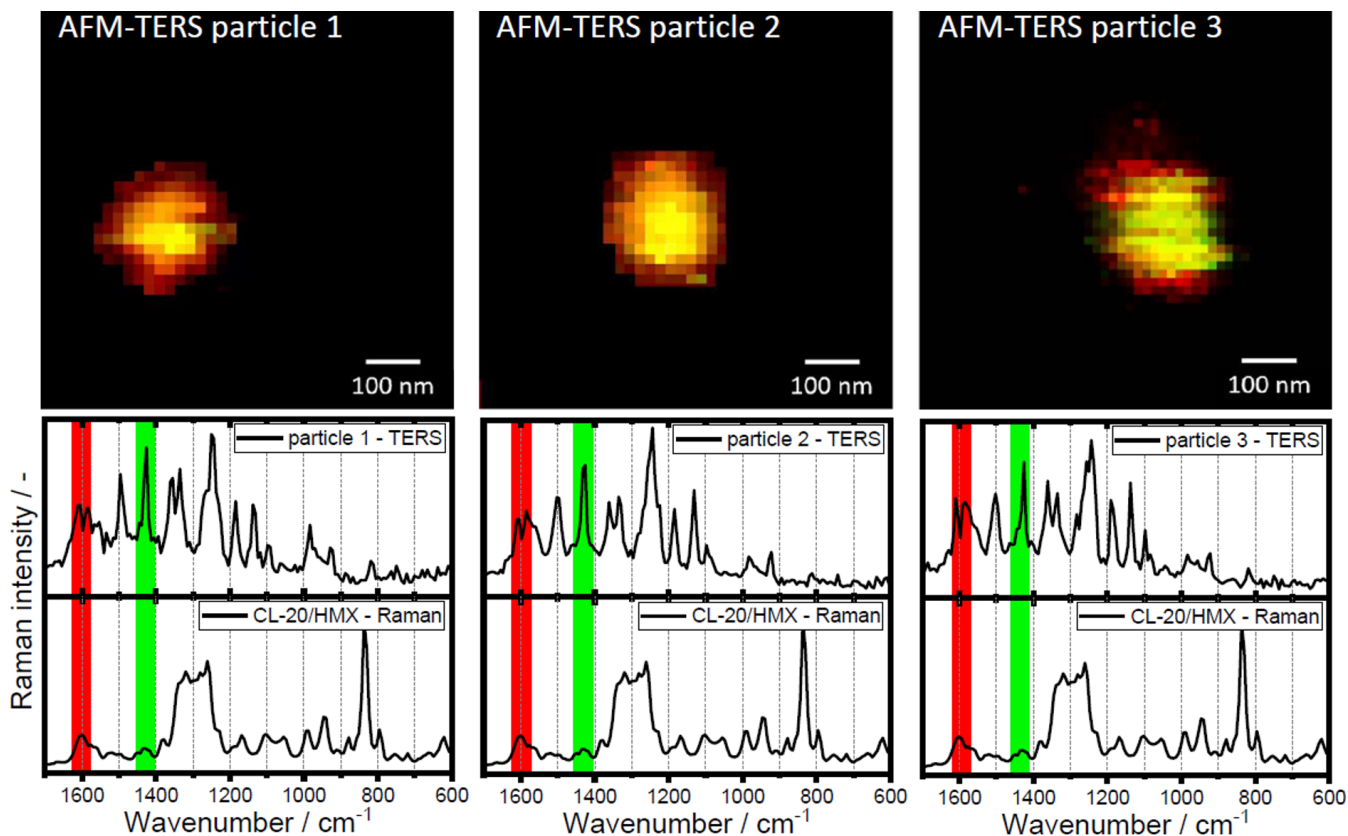 AFM-TERS particle 1
AFM-TERS particle 2
AFM-TERS particle 3
100 nm
100 nm
100 nm
particle 1 - TERS
particle 2 - TERS
particle 3 - TERS
Raman intensity / -
CL-20/HMX - Raman
CL-20/HMX - Raman
CL-20/HMX - Raman
1600 1400 1200 1000 800 600
1600 1400 1200 1000 800 600
1600 1400 1200 1000 800 600
Wavenumber / cm⁻¹
Wavenumber / cm⁻¹
Wavenumber / cm⁻¹